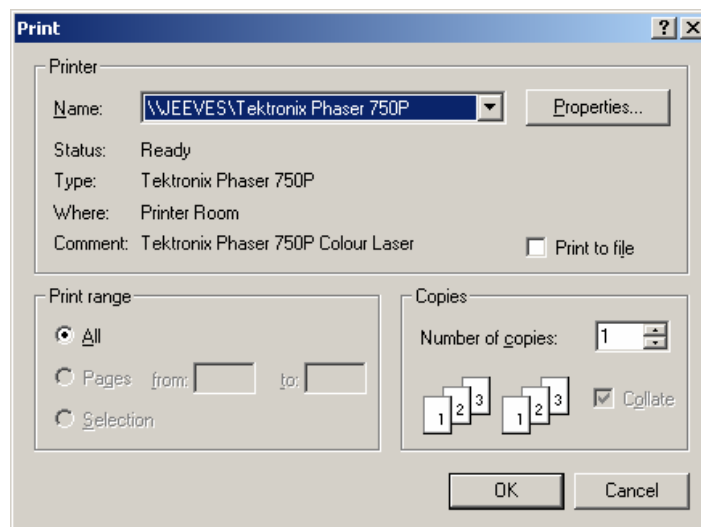 Print
Printer
Name: \\JEEVES\Tektronix Phaser 750P Properties...
Status: Ready
Type: Tektronix Phaser 750P
Where: Printer Room
Comment: Tektronix Phaser 750P Colour Laser Print to file
Print range
All
Pages from: to:
Selection
Copies
Number of copies: 1
1 2 3 1 2 3 Collate
OK Cancel